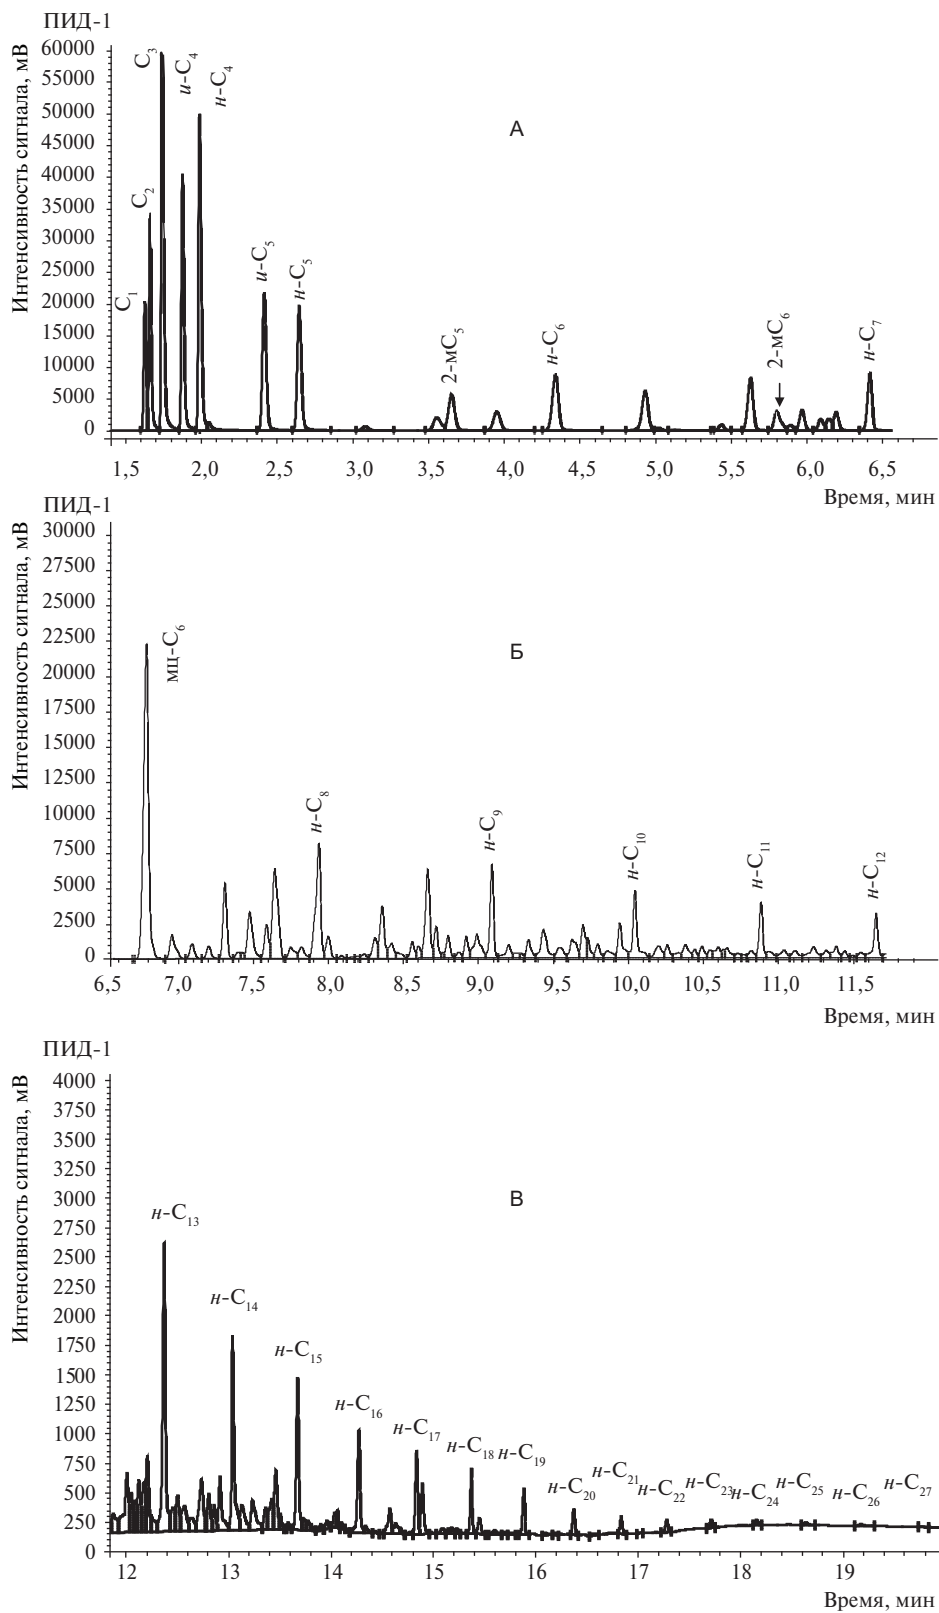 ПИД-1
Интенсивность сигнала, мВ
60000
55000
50000
45000
40000
35000
30000
25000
20000
15000
10000
5000
0
C₁
C₂
C₃
и-C₄
н-C₄
и-C₅
н-C₅
2-мC₅
н-C₆
2-мC₆
н-C₇
А
1,5 2,0 2,5 3,0 3,5 4,0 4,5 5,0 5,5 6,0 6,5
Время, мин
ПИД-1
Интенсивность сигнала, мВ
30000
27500
25000
22500
20000
17500
15000
12500
10000
7500
5000
2500
0
мц-C₆
н-C₈
н-C₉
н-C₁₀
н-C₁₁
н-C₁₂
Б
6,5 7,0 7,5 8,0 8,5 9,0 9,5 10,0 10,5 11,0 11,5
Время, мин
ПИД-1
Интенсивность сигнала, мВ
4000
3750
3500
3250
3000
2750
2500
2250
2000
1750
1500
1250
1000
750
500
250
0
В
н-C₁₃
н-C₁₄
н-C₁₅
н-C₁₆
н-C₁₇
н-C₁₈
н-C₁₉
н-C₂₀
н-C₂₁
н-C₂₂
н-C₂₃
н-C₂₄
н-C₂₅
н-C₂₆
н-C₂₇
12 13 14 15 16 17 18 19
Время, мин